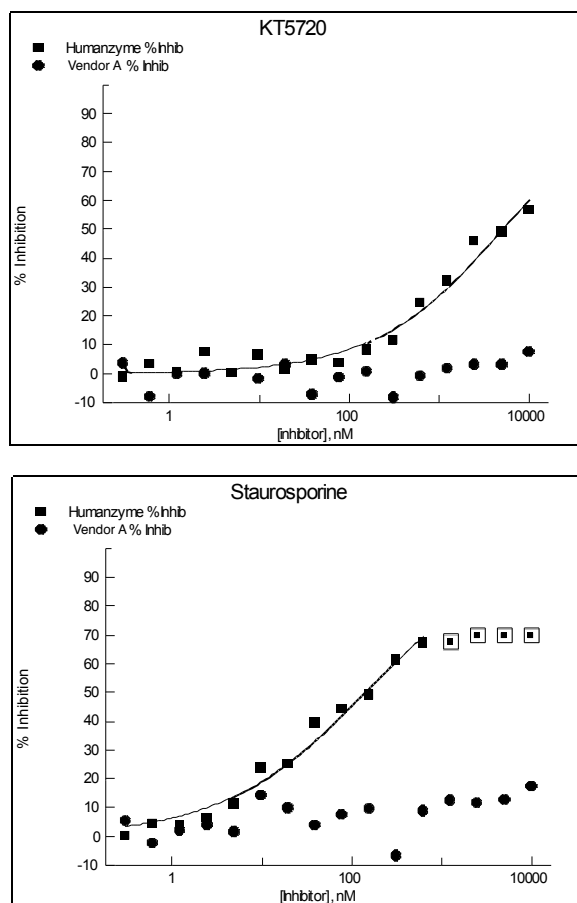 KT5720
Humanzyme %Inhib
Vendor A % Inhib
90
80
70
60
50
40
30
20
10
0
-10
% Inhibition
1 100 10000
[inhibitor], nM
Staurosporine
Humanzyme %Inhib
Vendor A % Inhib
90
80
70
60
50
40
30
20
10
0
-10
% Inhibition
1 100 10000
[Inhibitor], nM